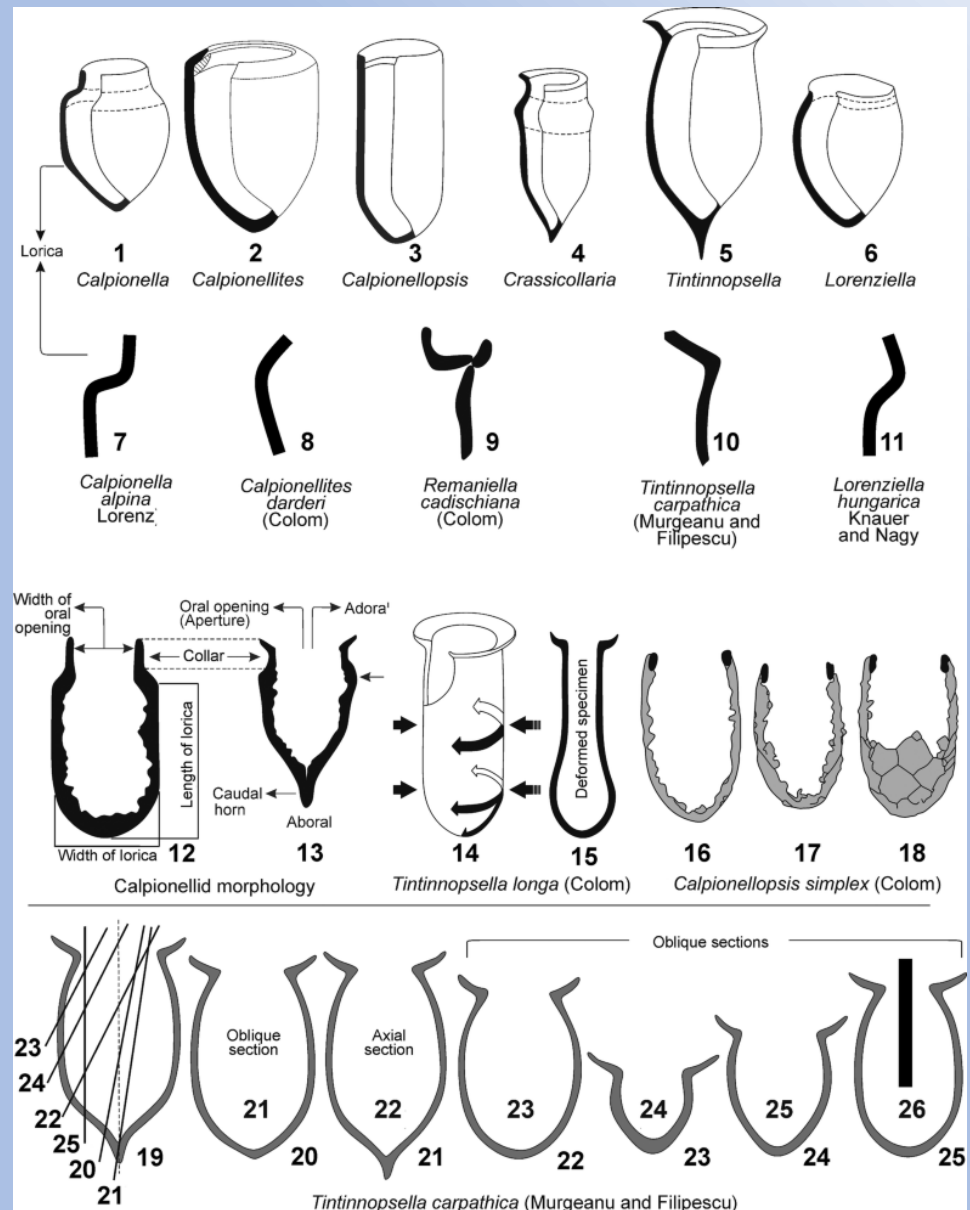 Lorica
1
2
3
4
5
6
Calpionella
Calpionellites
Calpionellopsis
Crassicollaria
Tintinnopsella
Lorenziella
7
8
9
10
11
Calpionella
alpina
Lorenz
Calpionellites
darderi
(Colom)
Remaniella
cadischiana
(Colom)
Tintinnopsella
carpathica
(Murgeanu and
Filipescu)
Lorenziella
hungarica
Knauer
and Nagy
Width of
oral
opening
Oral opening
(Aperture)
Adora
Collar
Length of lorica
Caudal
horn
Aboral
Width of lorica
Deformed specimen
12
13
14
15
16
17
18
Calpionellid morphology
Tintinnopsella longa (Colom)
Calpionellopsis simplex (Colom)
Oblique sections
23
24
22
25
20
21
19
Oblique
section
21
20
Axial
section
22
21
23
22
24
23
25
24
26
25
Tintinnopsella carpathica (Murgeanu and Filipescu)